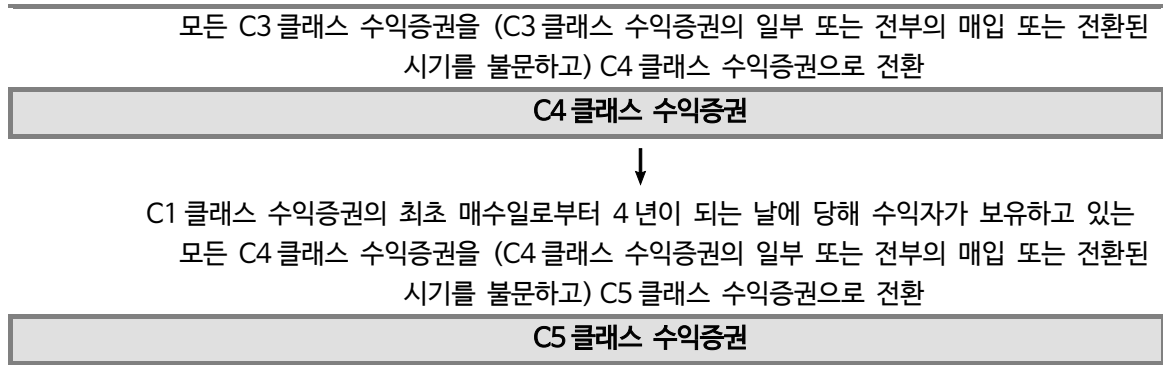 모든 C3 클래스 수익증권을 (C3 클래스 수익증권의 일부 또는 전부의 매입 또는 전환된
시기를 불문하고) C4 클래스 수익증권으로 전환
C4 클래스 수익증권
↓
C1 클래스 수익증권의 최초 매수일로부터 4 년이 되는 날에 당해 수익자가 보유하고 있는
모든 C4 클래스 수익증권을 (C4 클래스 수익증권의 일부 또는 전부의 매입 또는 전환된
시기를 불문하고) C5 클래스 수익증권으로 전환
C5 클래스 수익증권